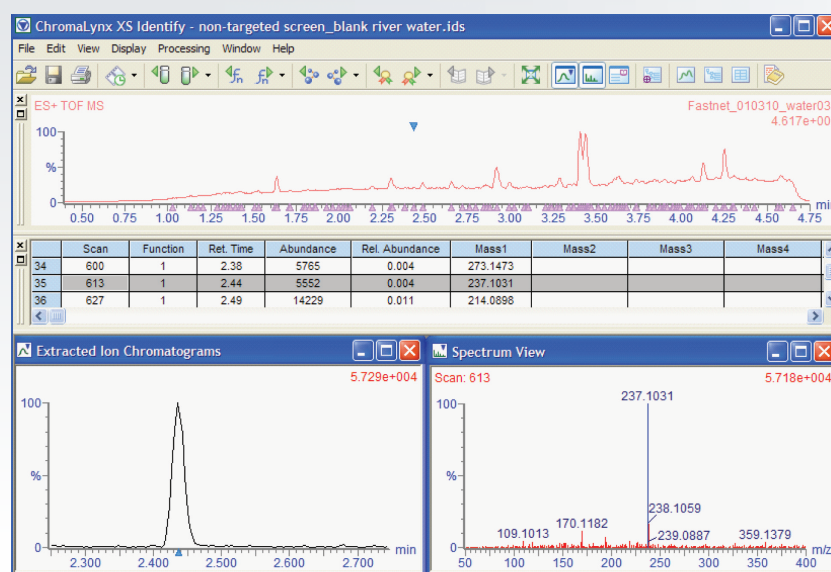 ChromaLynx XS Identify - non-targeted screen_blank river water.ids
File Edit View Display Processing Window Help
ES+ TOF MS
Fastnet_010310_water03
4.617e+00
100
%
0
0.50 0.75 1.00 1.25 1.50 1.75 2.00 2.25 2.50 2.75 3.00 3.25 3.50 3.75 4.00 4.25 4.50 4.75
Scan Function Ret. Time Abundance Rel. Abundance Mass1 Mass2 Mass3 Mass4
34 600 1 2.38 5765 0.004 273.1473
35 613 1 2.44 5552 0.004 237.1031
36 627 1 2.49 14229 0.011 214.0898
Extracted Ion Chromatograms
5.729e+004
100
%
0
2.300 2.400 2.500 2.600 2.700
min
Spectrum View
Scan: 613
5.718e+004
237.1031
100
%
238.1059
170.1182
109.1013
239.0887
359.1379
0
m/z
50 100 150 200 250 300 350 400